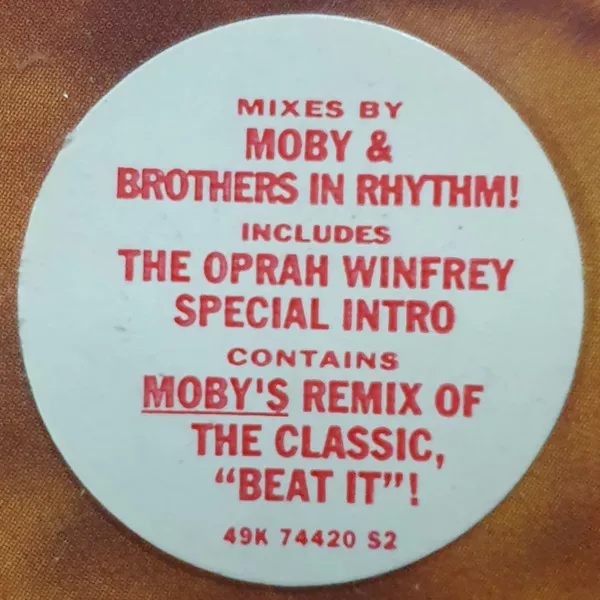 MIXES BY
MOBY &
BROTHERS IN RHYTHM!
INCLUDES
THE OPRAH WINFREY
SPECIAL INTRO
CONTAINS
MOBY'S REMIX OF
THE CLASSIC,
“BEAT IT”!
49K 74420 S2